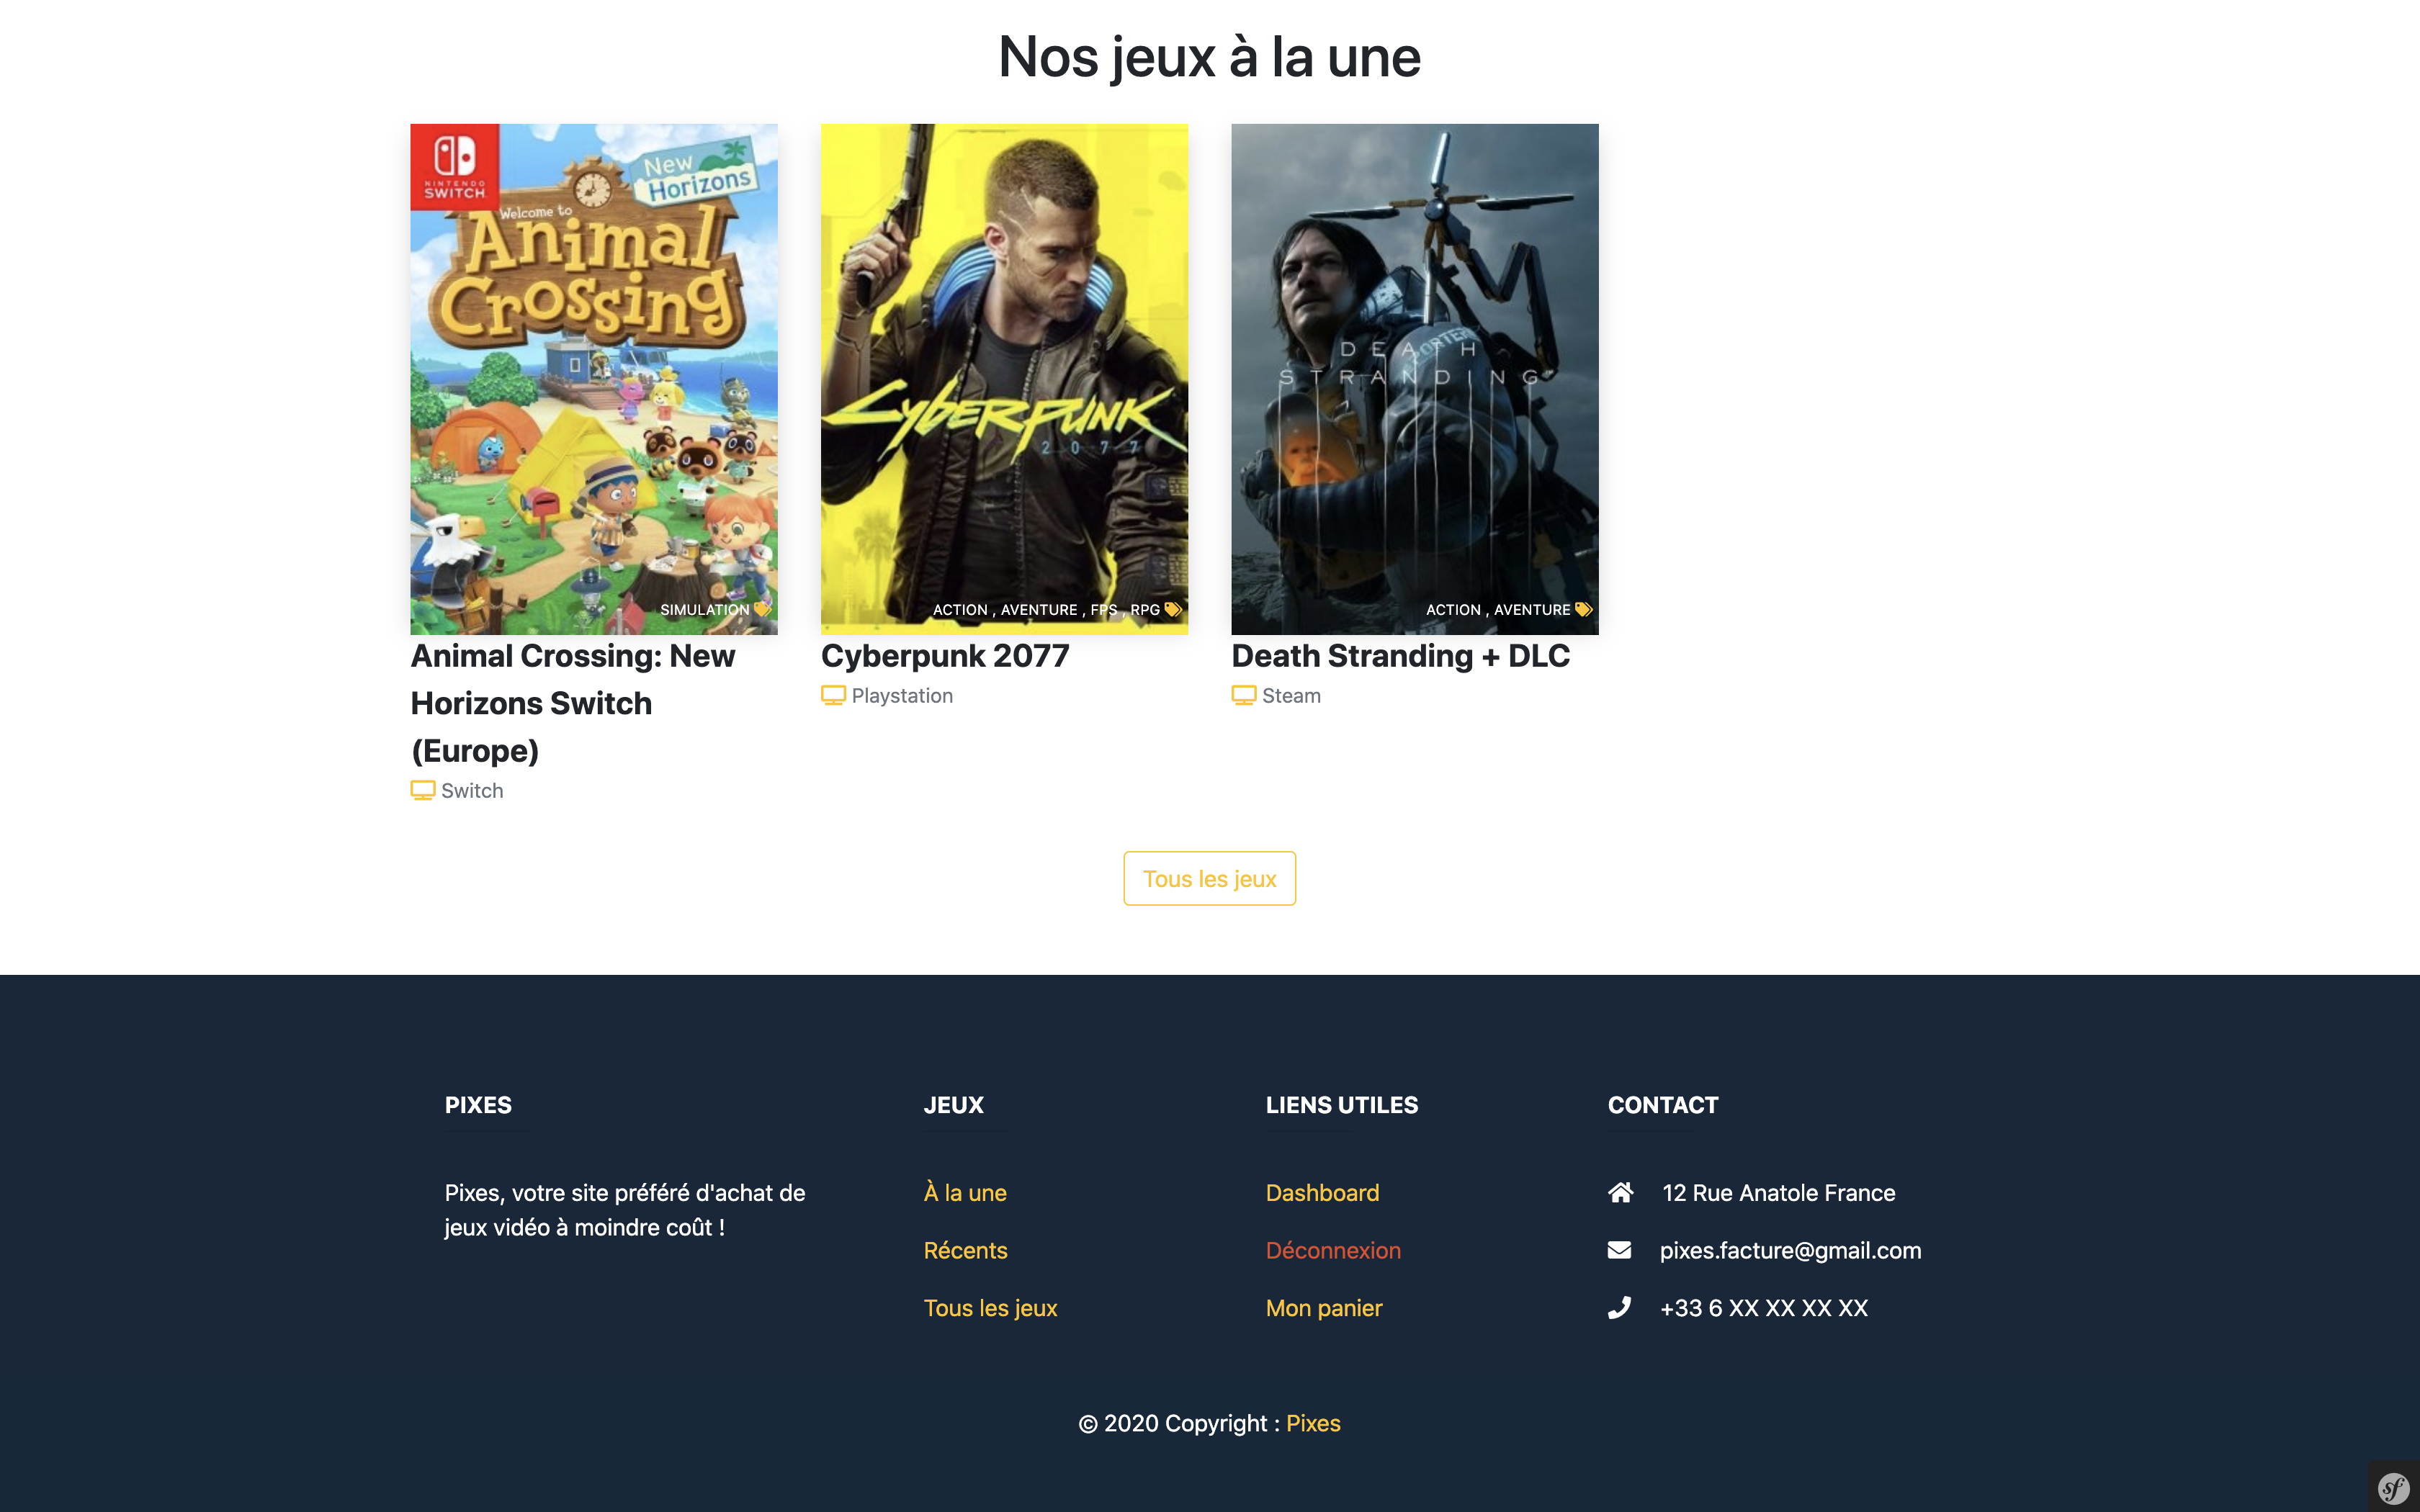 Nos jeux à la une
NINTENDO
SWITCH
New
Horizons
Welcome to
Animal
Crossing
SIMULATION
Animal Crossing: New
Horizons Switch
(Europe)
Switch
Cyberpunk
2077
ACTION , AVENTURE , FPS , RPG
Cyberpunk 2077
Playstation
PORTER
DEATH
STRANDING
ACTION , AVENTURE
Death Stranding + DLC
Steam
Tous les jeux
PIXES
Pixes, votre site préféré d'achat de
jeux vidéo à moindre coût !
JEUX
À la une
Récents
Tous les jeux
LIENS UTILES
Dashboard
Déconnexion
Mon panier
CONTACT
12 Rue Anatole France
pixes.facture@gmail.com
+33 6 XX XX XX XX
© 2020 Copyright : Pixes
sf